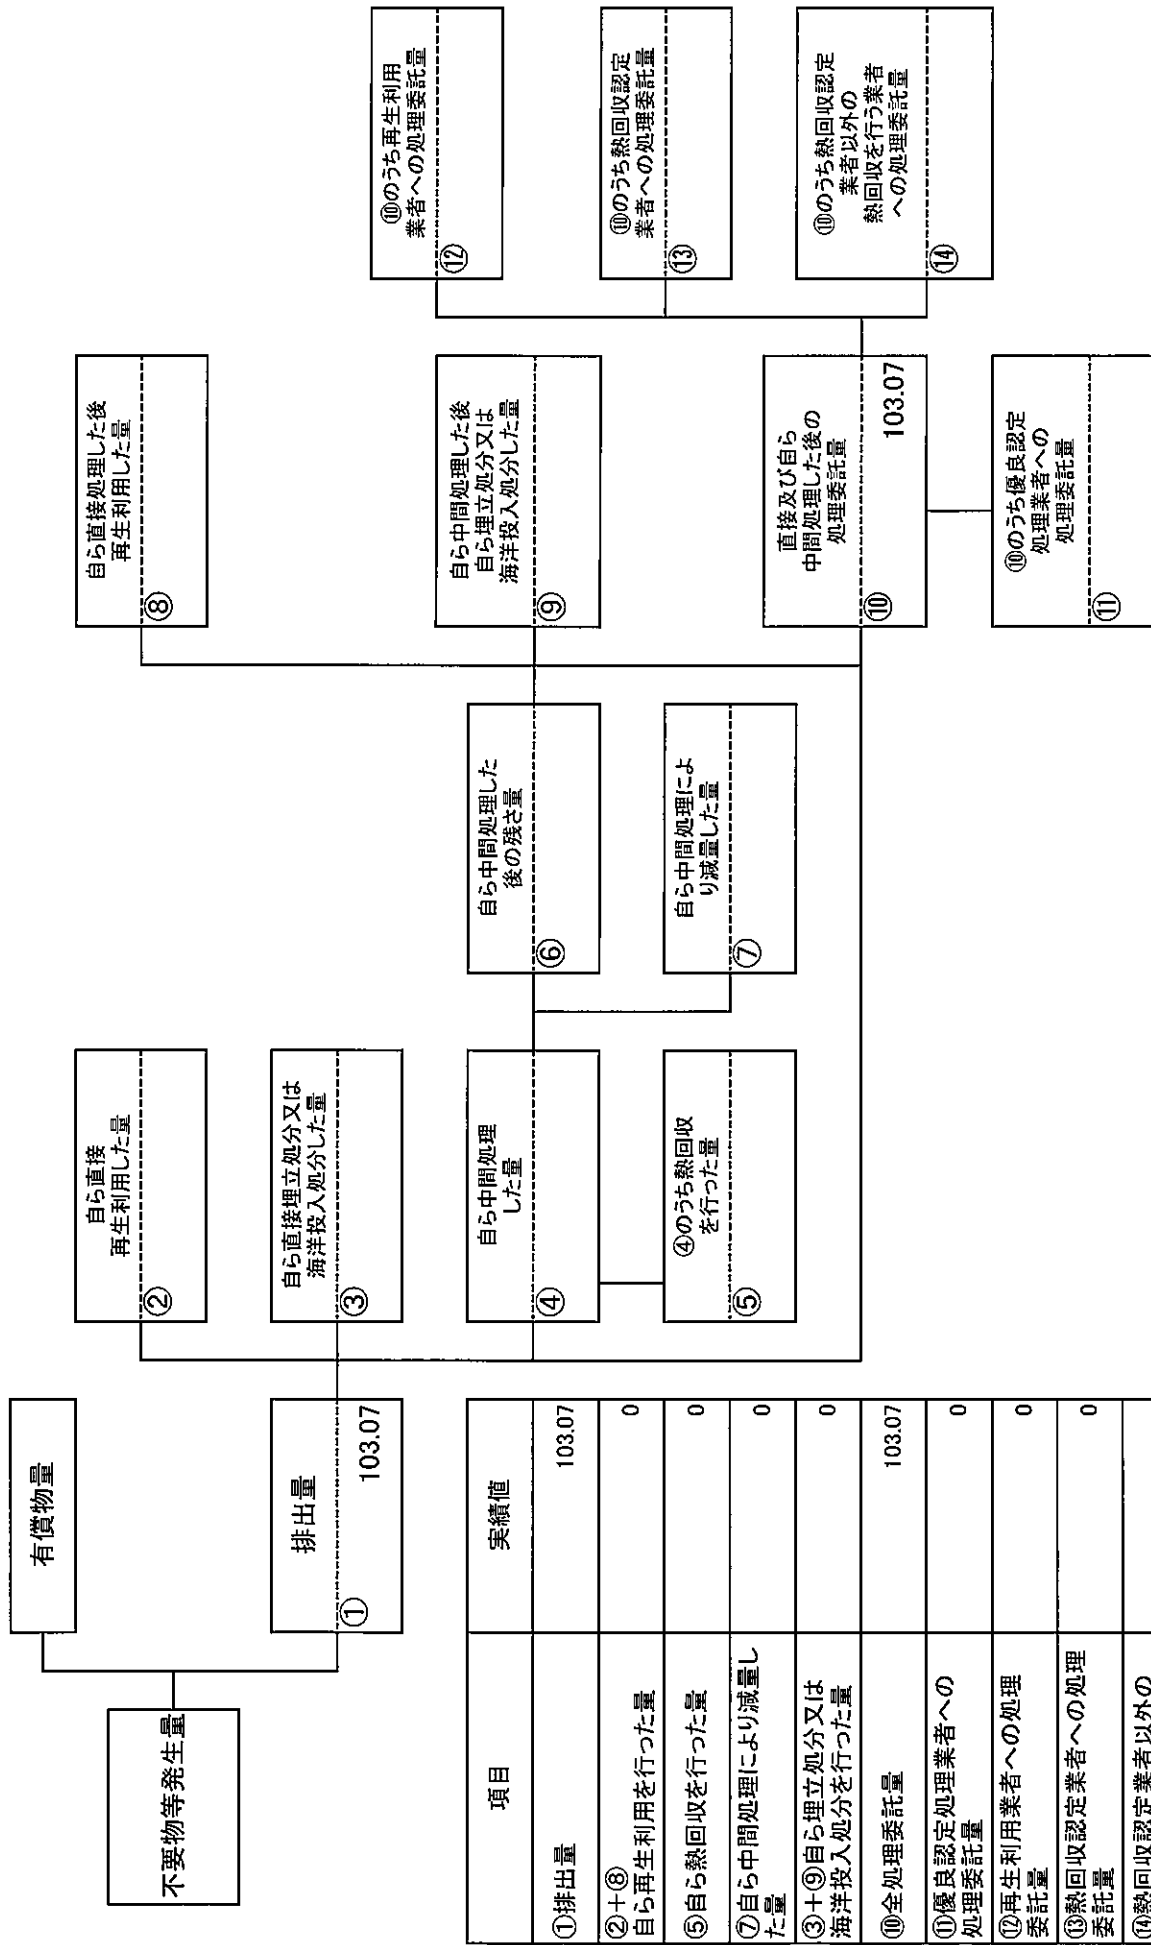 不要物等発生量
有償物量
排出量
①
103.07
自ら直接
再生利用した量
②
自ら直接埋立処分又は
海洋投入処分した量
③
自ら中間処理
した量
④
④のうち熱回収
を行った量
⑤
自ら中間処理した
後の残さ量
⑥
自ら中間処理によ
り減量した量
⑦
自ら直接処理した後
再生利用した量
⑧
自ら中間処理した後
自ら埋立処分又は
海洋投入処分した量
⑨
直接及び自ら
中間処理した後の
処理委託量
⑩
103.07
⑩のうち優良認定
処理業者への
処理委託量
⑪
⑩のうち再生利用
業者への処理委託量
⑫
⑩のうち熱回収認定
業者への処理委託量
⑬
⑩のうち熱回収認定
業者以外の
熱回収を行う業者
への処理委託量
⑭
項目 実績値
①排出量 103.07
②+⑧
自ら再生利用を行った量 0
⑤自ら熱回収を行った量 0
⑦自ら中間処理により減量し
た量 0
③+⑨自ら埋立処分又は
海洋投入処分を行った量 0
⑩全処理委託量 103.07
⑪優良認定処理業者への
処理委託量 0
⑫再生利用業者への処理
委託量 0
⑬熱回収認定業者への処理
委託量 0
⑭熱回収認定業者以外の